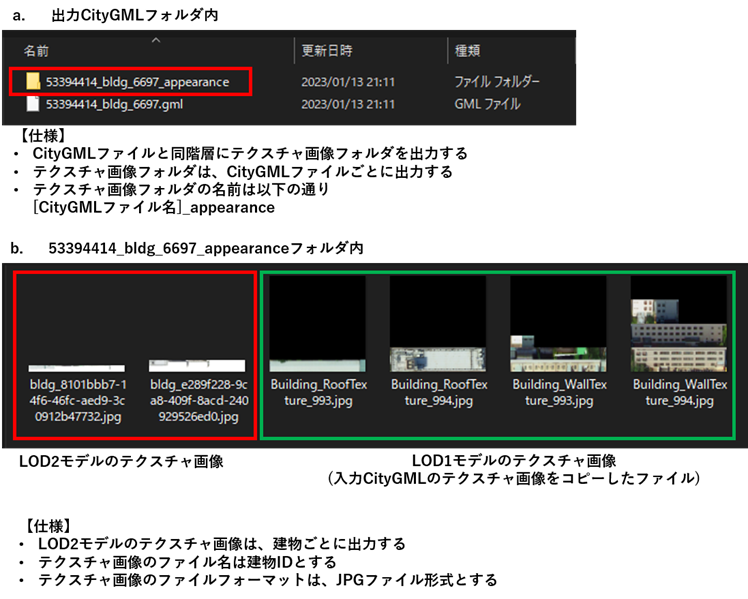 a. 出力CityGMLフォルダ内
名前 更新日時 種類
53394414_bldg_6697_appearance 2023/01/13 21:11 ファイル フォルダー
53394414_bldg_6697.gml 2023/01/13 21:11 GML ファイル
【仕様】
• CityGMLファイルと同階層にテクスチャ画像フォルダを出力する
• テクスチャ画像フォルダは、CityGMLファイルごとに出力する
• テクスチャ画像フォルダの名前は以下の通り
[CityGMLファイル名]_appearance
b. 53394414_bldg_6697_appearanceフォルダ内
bldg_8101bbb7-1
4f6-46fc-aed9-3c
0912b47732.jpg
bldg_e289f228-9c
a8-409f-8acd-240
929526ed0.jpg
Building_RoofTex
ture_993.jpg
Building_RoofTex
ture_994.jpg
Building_WallTex
ture_993.jpg
Building_WallTex
ture_994.jpg
LOD2モデルのテクスチャ画像
LOD1モデルのテクスチャ画像
（入力CityGMLのテクスチャ画像をコピーしたファイル）
【仕様】
• LOD2モデルのテクスチャ画像は、建物ごとに出力する
• テクスチャ画像のファイル名は建物IDとする
• テクスチャ画像のファイルフォーマットは、JPGファイル形式とする